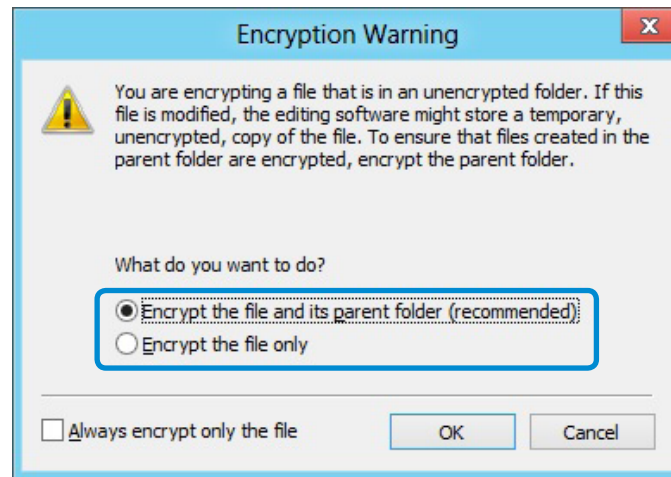 Encryption Warning
X
You are encrypting a file that is in an unencrypted folder. If this
file is modified, the editing software might store a temporary,
unencrypted, copy of the file. To ensure that files created in the
parent folder are encrypted, encrypt the parent folder.
What do you want to do?
Encrypt the file and its parent folder (recommended)
Encrypt the file only
Always encrypt only the file
OK
Cancel